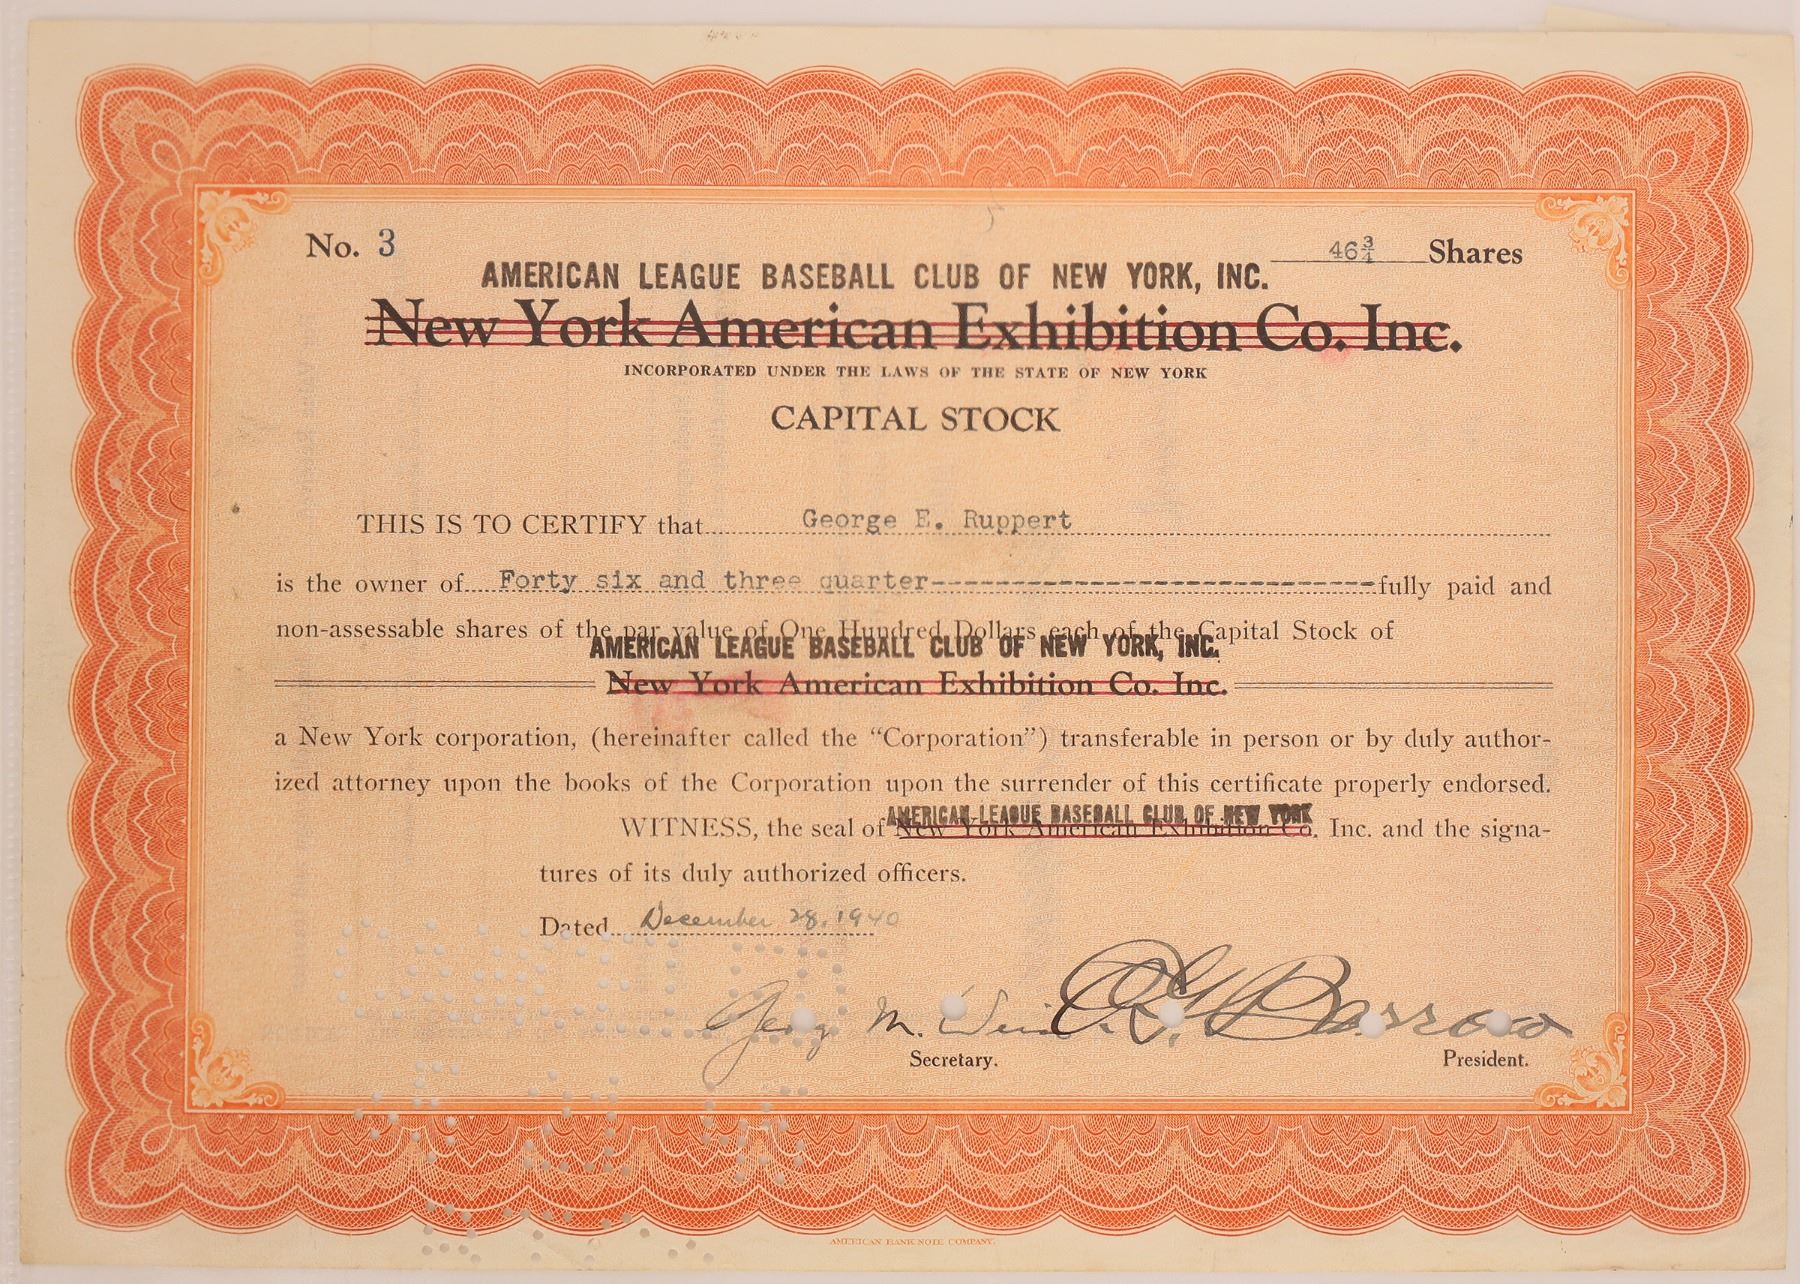 No. 3
46¾ Shares
AMERICAN LEAGUE BASEBALL CLUB OF NEW YORK, INC.
New York American Exhibition Co. Inc.
INCORPORATED UNDER THE LAWS OF THE STATE OF NEW YORK
CAPITAL STOCK
THIS IS TO CERTIFY that George E. Ruppert
is the owner of Forty six and three quarter---fully paid and
non-assessable shares of the par value of One Hundred Dollars each of the Capital Stock of
AMERICAN LEAGUE BASEBALL CLUB OF NEW YORK, INC.
New York American Exhibition Co. Inc.
a New York corporation, (hereinafter called the “Corporation”) transferable in person or by duly author-
ized attorney upon the books of the Corporation upon the surrender of this certificate properly endorsed.
AMERICAN LEAGUE BASEBALL CLUB OF NEW YORK
WITNESS, the seal of New York American Exhibition Co. Inc. and the signa-
tures of its duly authorized officers.
Dated December 28, 1940
E G Barrow
Secretary.
President.
AMERICAN BANK NOTE COMPANY.